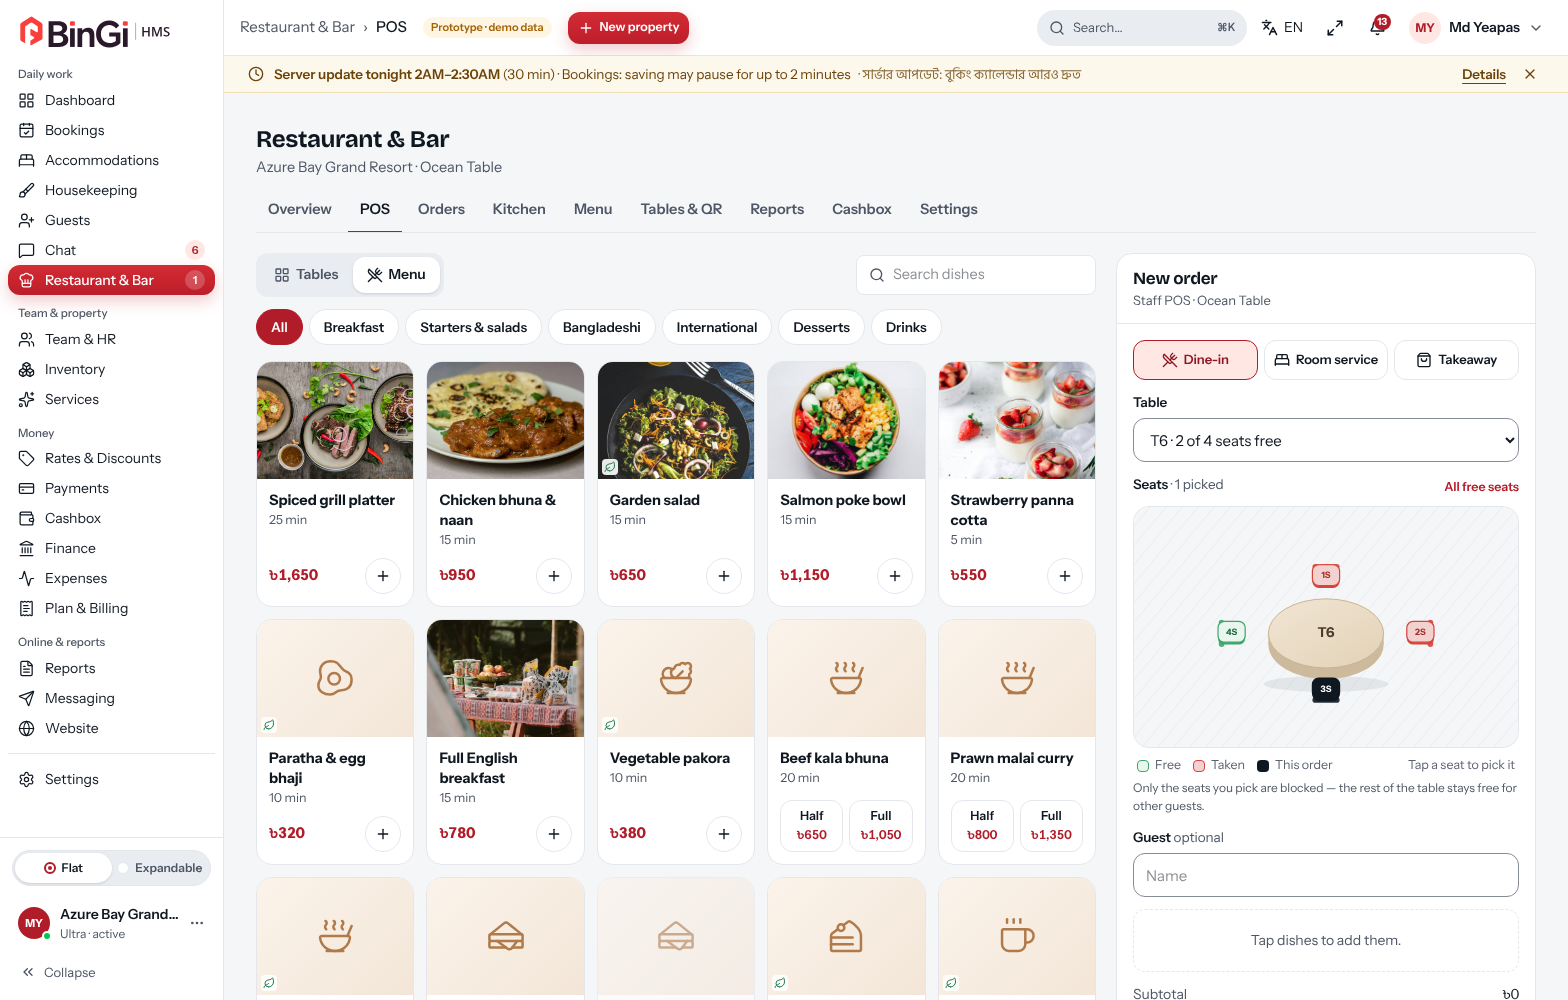 BinGi HMS
Daily work
Dashboard
Bookings
Accommodations
Housekeeping
Guests
Chat 6
Restaurant & Bar 1
Team & property
Team & HR
Inventory
Services
Money
Rates & Discounts
Payments
Cashbox
Finance
Expenses
Plan & Billing
Online & reports
Reports
Messaging
Website
Settings
Flat Expandable
MY Azure Bay Grand...
Ultra · active
Collapse
Restaurant & Bar › POS Prototype · demo data + New property
Search... ⌘K EN 13 MY Md Yeapas
Server update tonight 2AM–2:30AM (30 min) · Bookings: saving may pause for up to 2 minutes · সার্ভার আপডেট: বুকিং ক্যালেন্ডার আরও দ্রুত Details ×
Restaurant & Bar
Azure Bay Grand Resort · Ocean Table
Overview POS Orders Kitchen Menu Tables & QR Reports Cashbox Settings
Tables Menu Search dishes
All Breakfast Starters & salads Bangladeshi International Desserts Drinks
Spiced grill platter
25 min
৳1,650 +
Chicken bhuna &
naan
15 min
৳950 +
Garden salad
15 min
৳650 +
Salmon poke bowl
15 min
৳1,150 +
Strawberry panna
cotta
5 min
৳550 +
Paratha & egg
bhaji
10 min
৳320 +
Full English
breakfast
15 min
৳780 +
Vegetable pakora
10 min
৳380 +
Beef kala bhuna
20 min
Half Full
৳650 ৳1,050
Prawn malai curry
20 min
Half Full
৳800 ৳1,350
New order
Staff POS · Ocean Table
Dine-in Room service Takeaway
Table
T6 · 2 of 4 seats free
Seats · 1 picked All free seats
1S
4S T6 2S
3S
Free Taken This order Tap a seat to pick it
Only the seats you pick are blocked — the rest of the table stays free for
other guests.
Guest optional
Name
Tap dishes to add them.
Subtotal ৳0